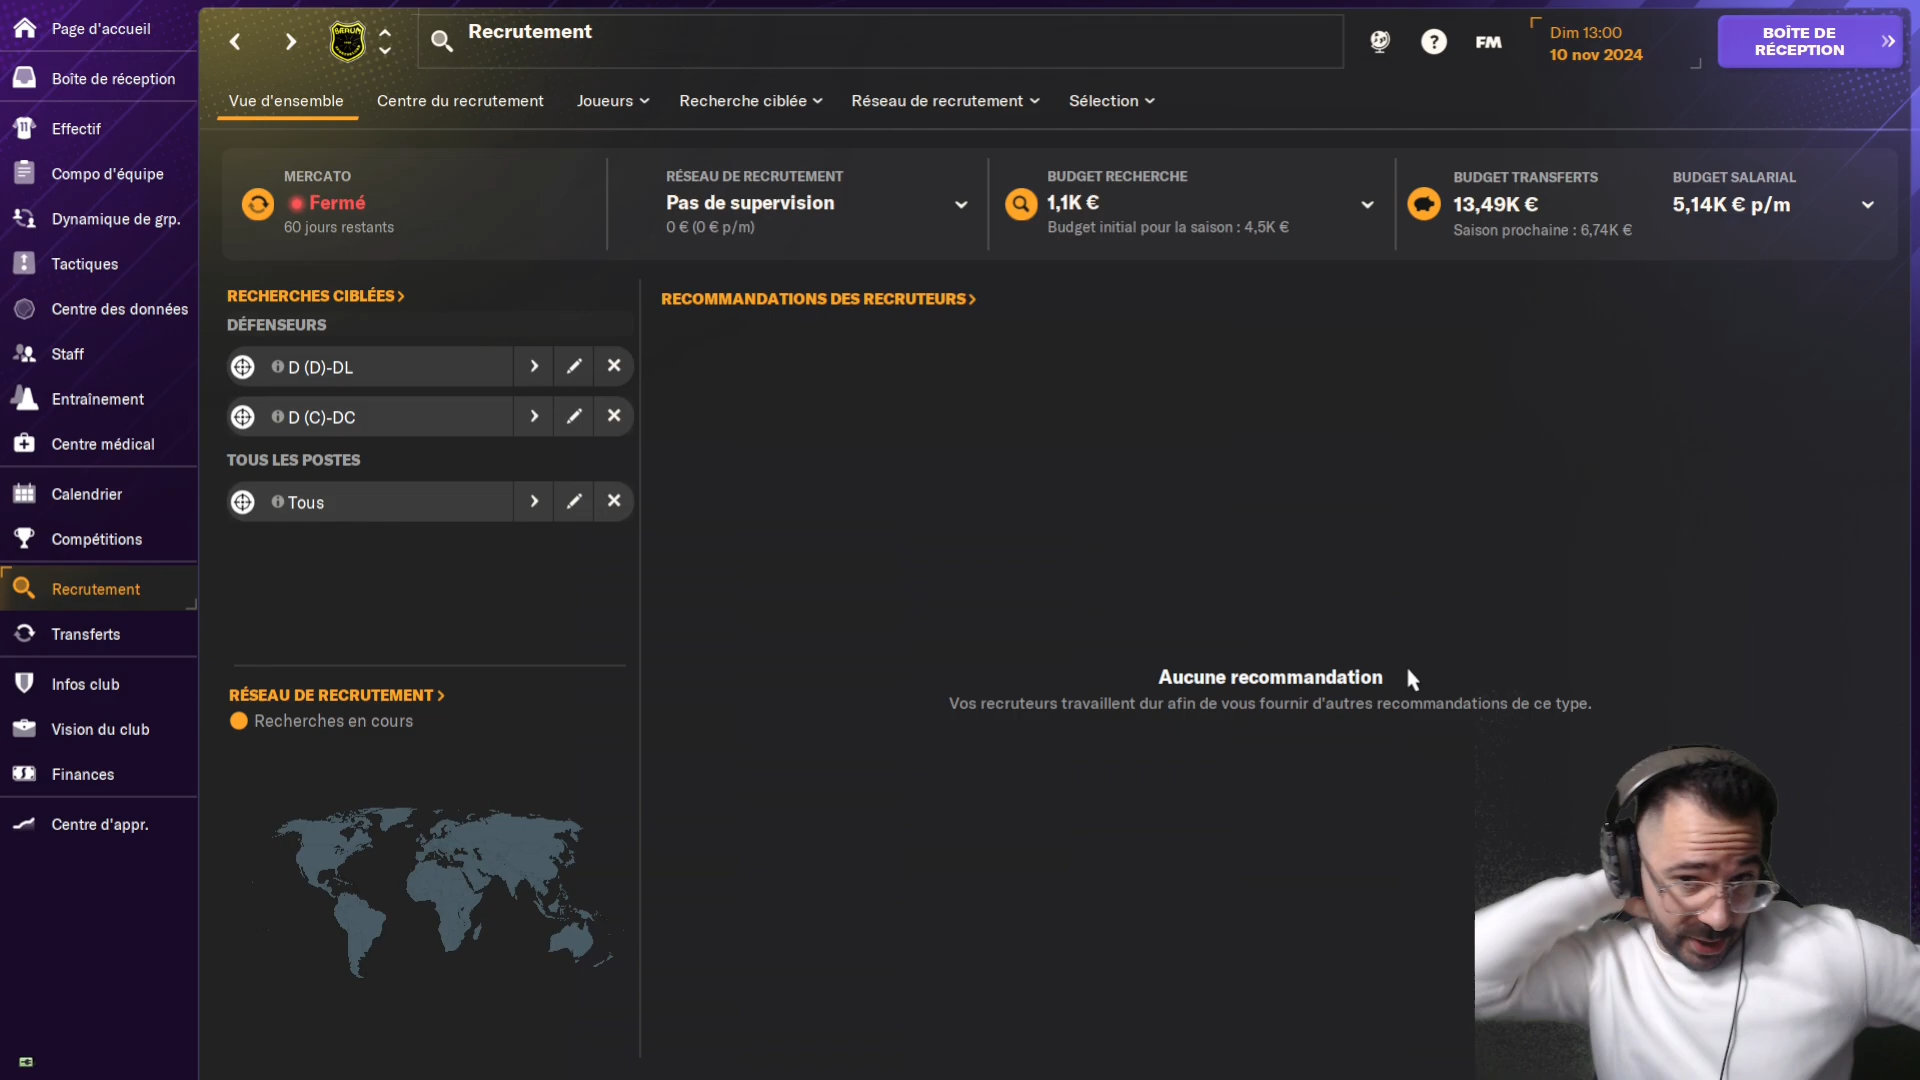 Page d'accueil
Boîte de réception
Effectif
Compo d'équipe
Dynamique de grp.
Tactiques
Centre des données
Staff
Entraînement
Centre médical
Calendrier
Compétitions
Recrutement
Transferts
Infos club
Vision du club
Finances
Centre d'appr.
Recrutement
FM
Dim 13:00
10 nov 2024
BOÎTE DE
RÉCEPTION
Vue d'ensemble
Centre du recrutement
Joueurs
Recherche ciblée
Réseau de recrutement
Sélection
MERCATO
Fermé
60 jours restants
RÉSEAU DE RECRUTEMENT
Pas de supervision
0 € (0 € p/m)
BUDGET RECHERCHE
1,1K €
Budget initial pour la saison : 4,5K €
BUDGET TRANSFERTS
13,49K €
Saison prochaine : 6,74K €
BUDGET SALARIAL
5,14K € p/m
RECHERCHES CIBLÉES
DÉFENSEURS
D (D)-DL
D (C)-DC
TOUS LES POSTES
Tous
RÉSEAU DE RECRUTEMENT
Recherches en cours
RECOMMANDATIONS DES RECRUTEURS
Aucune recommandation
Vos recruteurs travaillent dur afin de vous fournir d'autres recommandations de ce type.